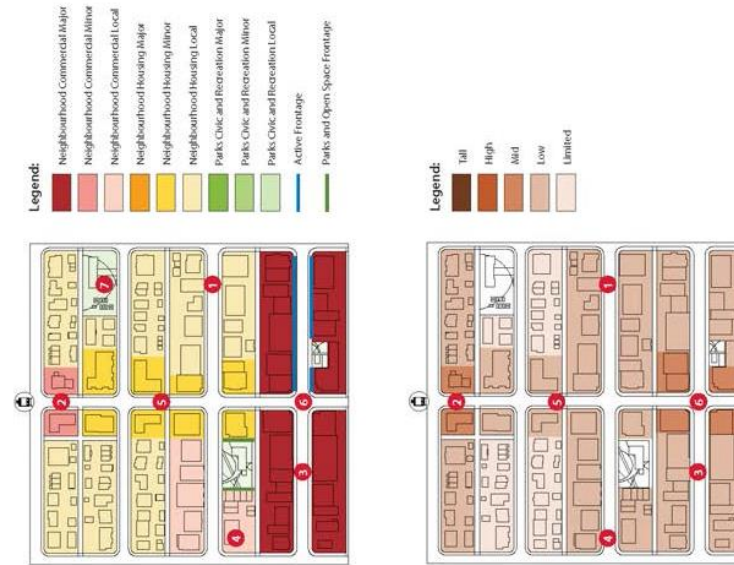 Legend:
Neighbourhood Commercial Major
Neighbourhood Commercial Minor
Neighbourhood Commercial Local
Neighbourhood Housing Major
Neighbourhood Housing Minor
Neighbourhood Housing Local
Parks Civic and Recreation Major
Parks Civic and Recreation Minor
Parks Civic and Recreation Local
Active Frontage
Parks and Open Space Frontage
1
2
3
4
5
6
7
Legend:
Tall
High
Mid
Low
Limited
1
2
3
4
5
6